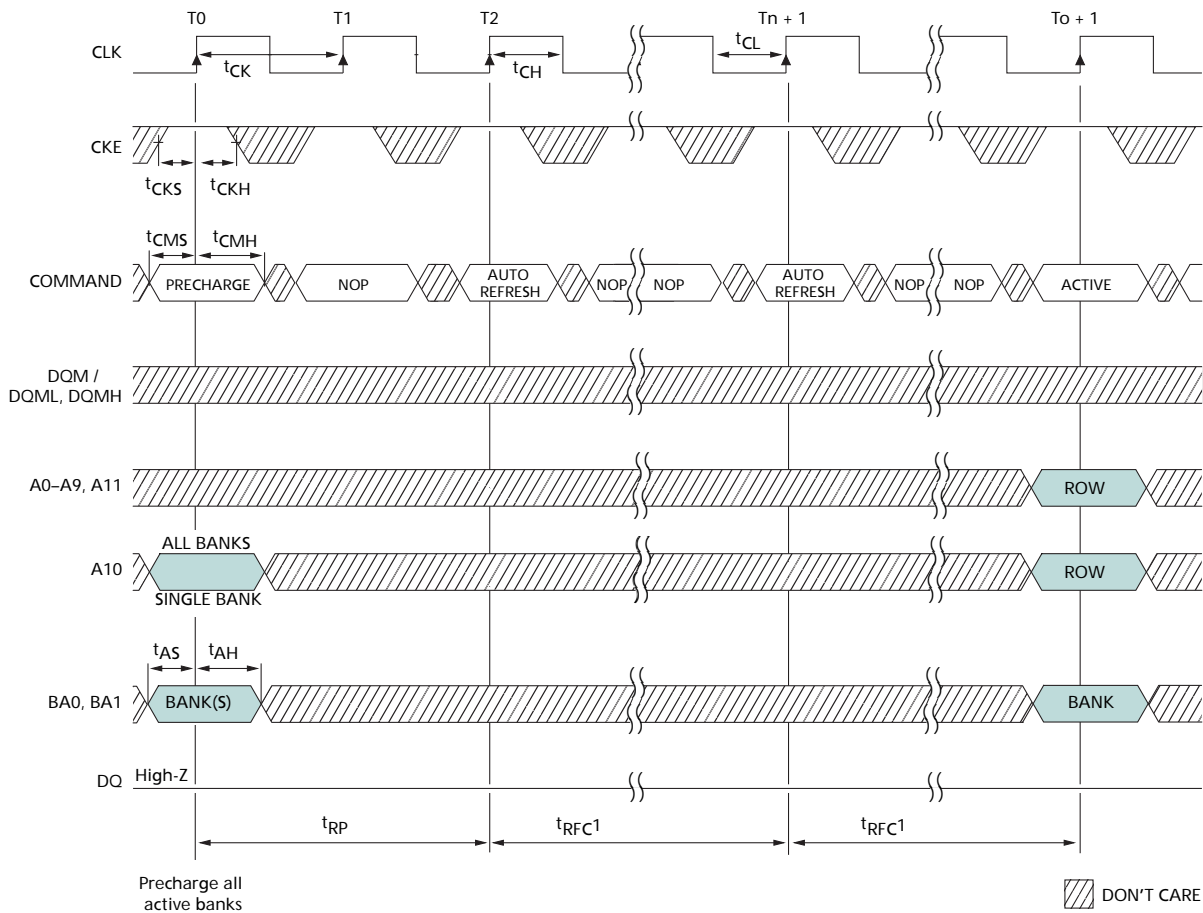 T0 T1 T2 Tn + 1 To + 1
CLK
tCK tCH tCL
CKE
tCKS tCKH
tCMS tCMH
COMMAND PRECHARGE NOP AUTO REFRESH NOP NOP AUTO REFRESH NOP NOP ACTIVE
DQM /
DQML, DQMH
A0–A9, A11 ROW
ALL BANKS
A10 ROW
SINGLE BANK
tAS tAH
BA0, BA1 BANK(S) BANK
DQ High-Z
tRP tRFC1 tRFC1
Precharge all
active banks
DON'T CARE